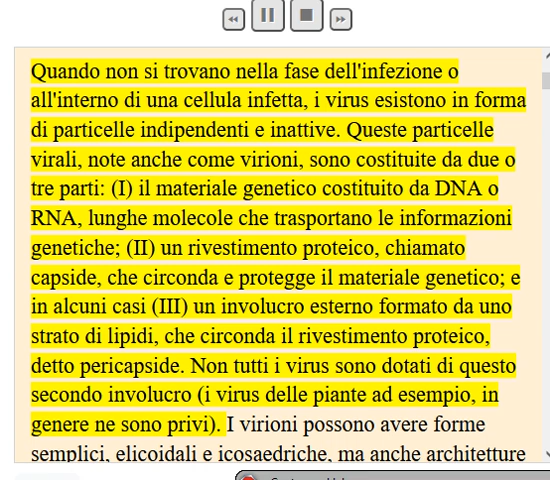 Quando non si trovano nella fase dell'infezione o
all'interno di una cellula infetta, i virus esistono in forma
di particelle indipendenti e inattive. Queste particelle
virali, note anche come virioni, sono costituite da due o
tre parti: (I) il materiale genetico costituito da DNA o
RNA, lunghe molecole che trasportano le informazioni
genetiche; (II) un rivestimento proteico, chiamato
capside, che circonda e protegge il materiale genetico; e
in alcuni casi (III) un involucro esterno formato da uno
strato di lipidi, che circonda il rivestimento proteico,
detto pericapside. Non tutti i virus sono dotati di questo
secondo involucro (i virus delle piante ad esempio, in
genere ne sono privi). I virioni possono avere forme
semplici, elicoidali e icosaedriche, ma anche architetture